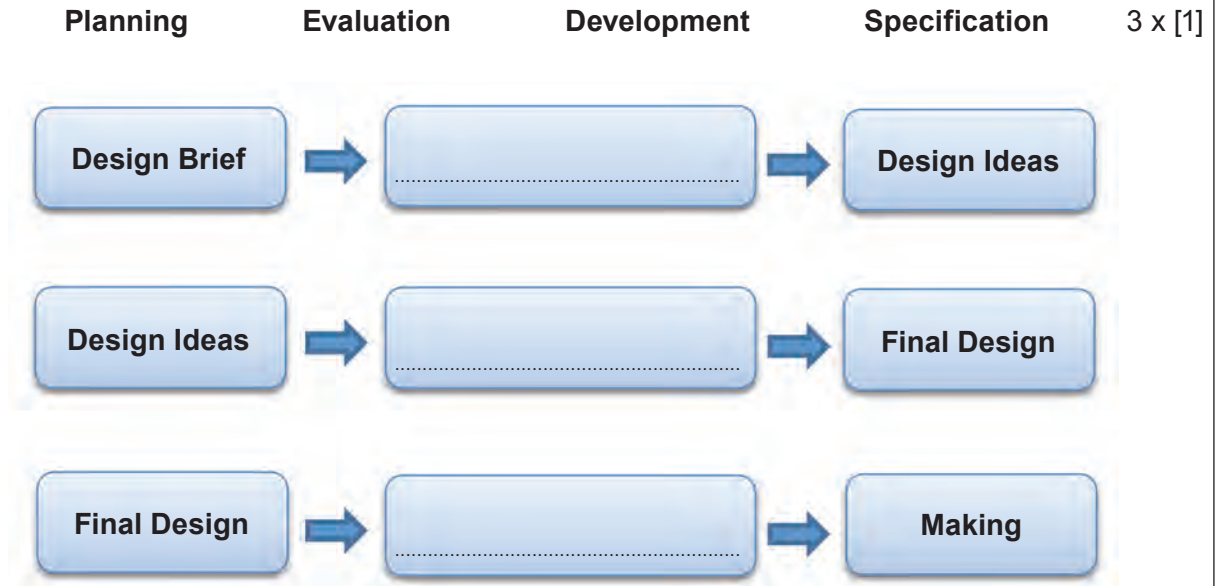 Planning Evaluation Development Specification 3 x [1]
Design Brief ........................ Design Ideas
Design Ideas ........................ Final Design
Final Design ........................ Making